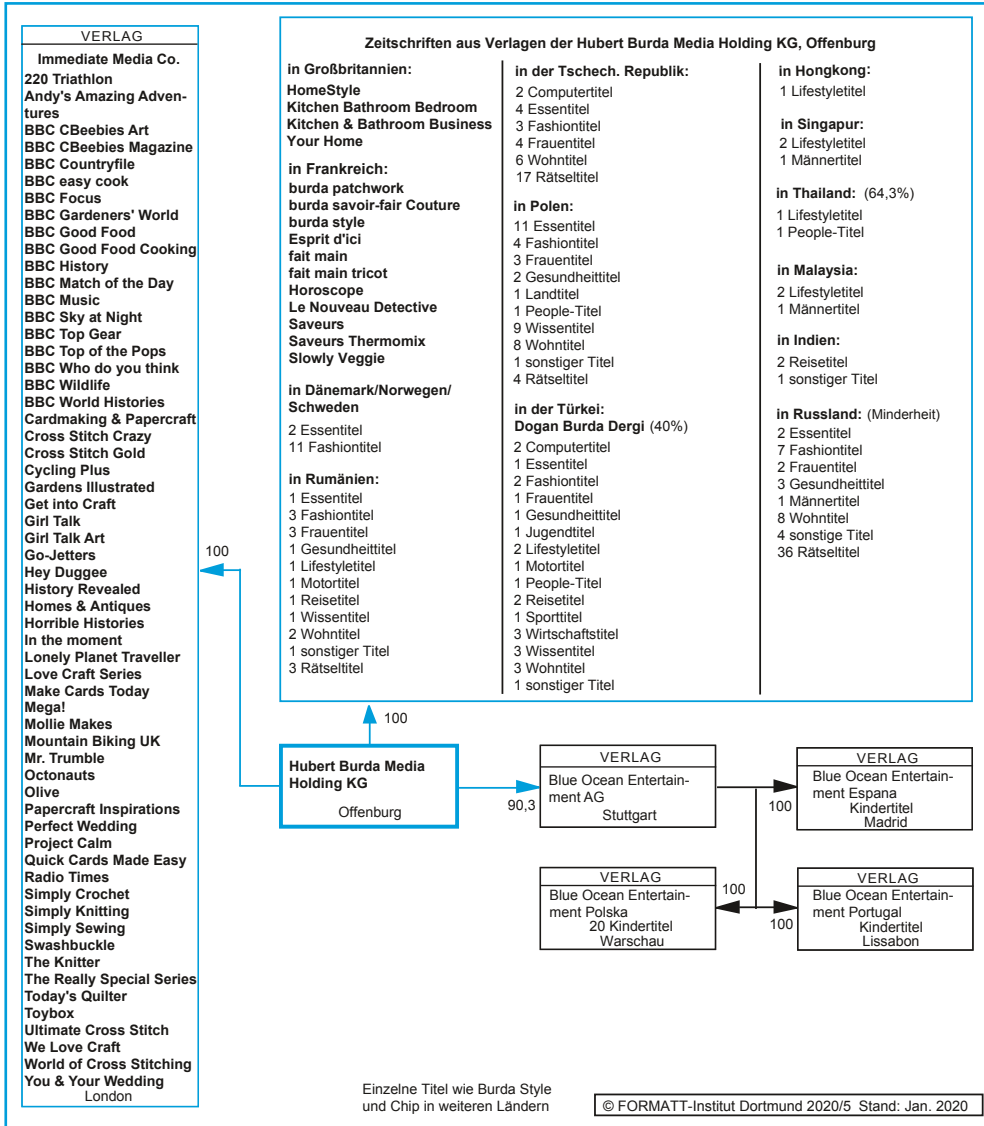 VERLAG
Immediate Media Co.
220 Triathlon
Andy's Amazing Adven-
tures
BBC CBeebies Art
BBC CBeebies Magazine
BBC Countryfile
BBC easy cook
BBC Focus
BBC Gardeners' World
BBC Good Food
BBC Good Food Cooking
BBC History
BBC Match of the Day
BBC Music
BBC Sky at Night
BBC Top Gear
BBC Top of the Pops
BBC Who do you think
BBC Wildlife
BBC World Histories
Cardmaking & Papercraft
Cross Stitch Crazy
Cross Stitch Gold
Cycling Plus
Gardens Illustrated
Get into Craft
Girl Talk
Girl Talk Art
Go-Jetters
Hey Duggee
History Revealed
Homes & Antiques
Horrible Histories
In the moment
Lonely Planet Traveller
Love Craft Series
Make Cards Today
Mega!
Mollie Makes
Mountain Biking UK
Mr. Trumble
Octonauts
Olive
Papercraft Inspirations
Perfect Wedding
Project Calm
Quick Cards Made Easy
Radio Times
Simply Crochet
Simply Knitting
Simply Sewing
Swashbuckle
The Knitter
The Really Special Series
Today's Quilter
Toybox
Ultimate Cross Stitch
We Love Craft
World of Cross Stitching
You & Your Wedding
London
100
Zeitschriften aus Verlagen der Hubert Burda Media Holding KG, Offenburg
in Großbritannien:
HomeStyle
Kitchen Bathroom Bedroom
Kitchen & Bathroom Business
Your Home
in Frankreich:
burda patchwork
burda savoir-fair Couture
burda style
Esprit d'ici
fait main
fait main tricot
Horoscope
Le Nouveau Detective
Saveurs
Saveurs Thermomix
Slowly Veggie
in Dänemark/Norwegen/
Schweden
2 Essentitel
11 Fashiontitel
in Rumänien:
1 Essentitel
3 Fashiontitel
3 Frauentitel
1 Gesundheittitel
1 Lifestyletitel
1 Motortitel
1 Reisetitel
1 Wissentitel
2 Wohntitel
1 sonstiger Titel
3 Rätseltitel
in der Tschech. Republik:
2 Computertitel
4 Essentitel
3 Fashiontitel
4 Frauentitel
6 Wohntitel
17 Rätseltitel
in Polen:
11 Essentitel
4 Fashiontitel
3 Frauentitel
2 Gesundheittitel
1 Landtitel
1 People-Titel
9 Wissentitel
8 Wohntitel
1 sonstiger Titel
4 Rätseltitel
in der Türkei:
Dogan Burda Dergi (40%)
2 Computertitel
1 Essentitel
2 Fashiontitel
1 Frauentitel
1 Gesundheittitel
1 Jugendtitel
2 Lifestyletitel
1 Motortitel
1 People-Titel
2 Reisetitel
1 Sporttitel
3 Wirtschaftstitel
3 Wissentitel
3 Wohntitel
1 sonstiger Titel
in Hongkong:
1 Lifestyletitel
in Singapur:
2 Lifestyletitel
1 Männertitel
in Thailand: (64,3%)
1 Lifestyletitel
1 People-Titel
in Malaysia:
2 Lifestyletitel
1 Männertitel
in Indien:
2 Reisetitel
1 sonstiger Titel
in Russland: (Minderheit)
2 Essentitel
7 Fashiontitel
2 Frauentitel
3 Gesundheittitel
1 Männertitel
8 Wohntitel
4 sonstige Titel
36 Rätseltitel
100
Hubert Burda Media
Holding KG
Offenburg
90,3
VERLAG
Blue Ocean Entertain-
ment AG
Stuttgart
100
VERLAG
Blue Ocean Entertain-
ment Espana
Kindertitel
Madrid
VERLAG
Blue Ocean Entertain-
ment Polska
20 Kindertitel
Warschau
100
100
VERLAG
Blue Ocean Entertain-
ment Portugal
Kindertitel
Lissabon
Einzelne Titel wie Burda Style
und Chip in weiteren Ländern
© FORMATT-Institut Dortmund 2020/5 Stand: Jan. 2020